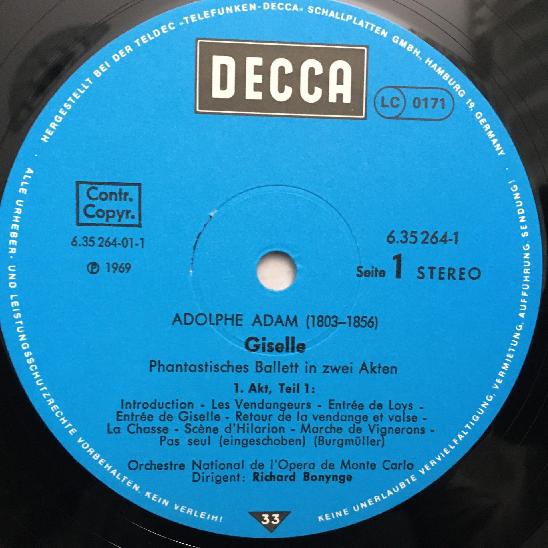 HERGESTELLT BEI DER TELDEC »TELEFUNKEN-DECCA« SCHALLPLATTEN GMBH, HAMBURG 19, GERMANY ·
DECCA
LC 0171
Contr.
Copyr.
6.35 264-01-1
Ⓟ 1969
6.35 264-1
Seite 1 STEREO
ADOLPHE ADAM (1803–1856)
Giselle
Phantastisches Ballett in zwei Akten
1. Akt, Teil 1:
Introduction - Les Vendangeurs - Entrée de Loys -
Entrée de Giselle - Retour de la vendange et valse -
La Chasse - Scène d'Hilarion - Marche de Vignerons -
Pas seul (eingeschoben) (Burgmüller)
Orchestre National de l'Opera de Monte Carlo
Dirigent: Richard Bonynge
33
· ALLE URHEBER- UND LEISTUNGSSCHUTZRECHTE VORBEHALTEN. KEIN VERLEIH!
KEINE UNERLAUBTE VERVIELFÄLTIGUNG, VERMIETUNG, AUFFÜHRUNG, SENDUNG!